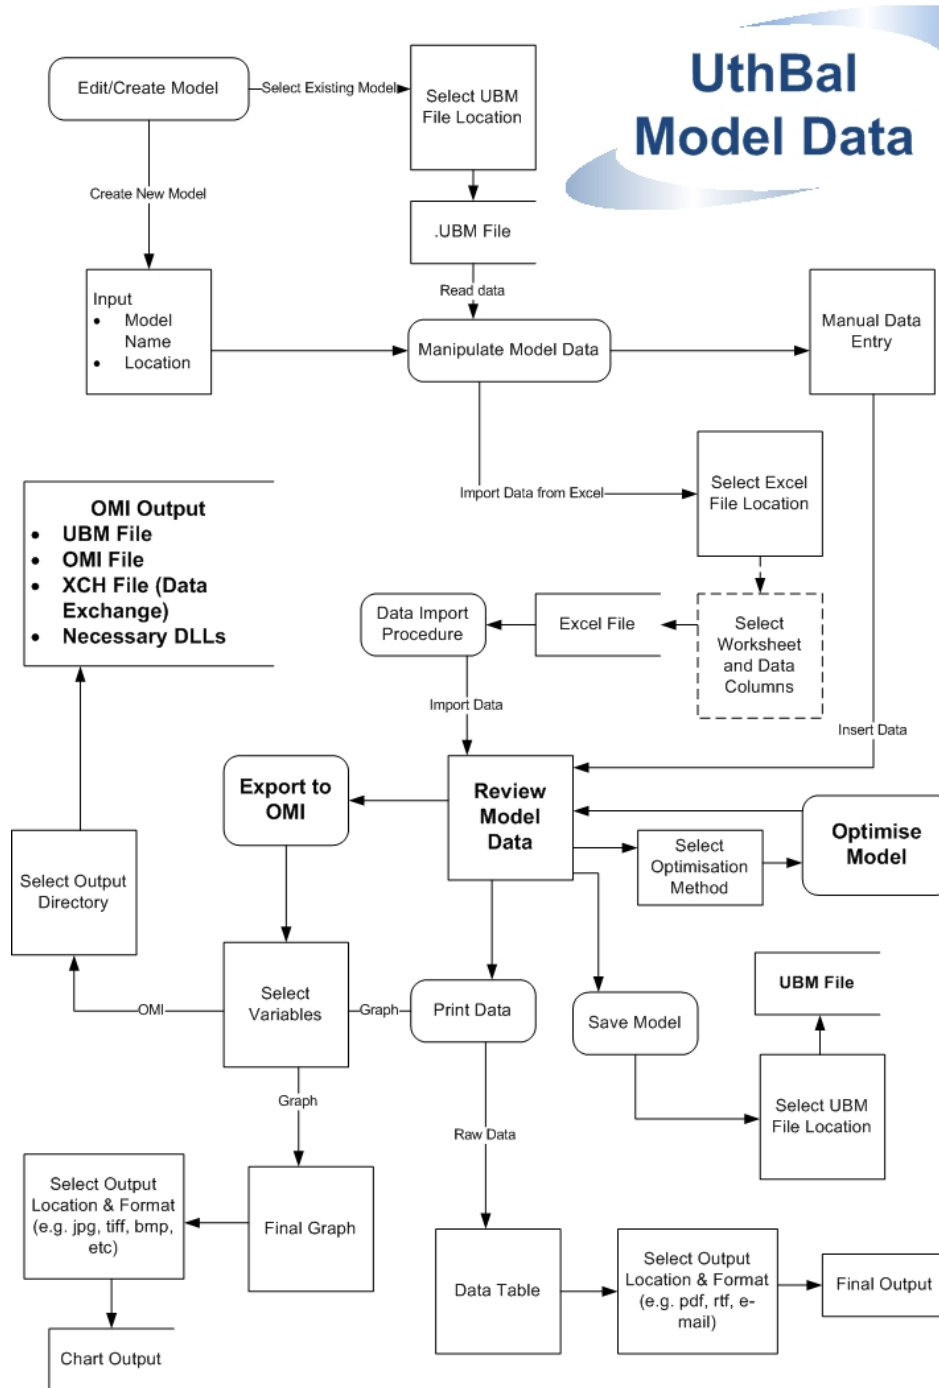 UthBal
Model Data
Edit/Create Model
Select Existing Model
Select UBM
File Location
Create New Model
.UBM File
Read data
Input
• Model
Name
• Location
Manipulate Model Data
Manual Data
Entry
Import Data from Excel
Select Excel
File Location
OMI Output
• UBM File
• OMI File
• XCH File (Data
Exchange)
• Necessary DLLs
Data Import
Procedure
Excel File
Select
Worksheet
and Data
Columns
Import Data
Insert Data
Export to
OMI
Review
Model
Data
Select
Optimisation
Method
Optimise
Model
Select Output
Directory
Select
Variables
OMI
Graph
Print Data
Save Model
UBM File
Select UBM
File Location
Graph
Raw Data
Select Output
Location & Format
(e.g. jpg, tiff, bmp,
etc)
Final Graph
Data Table
Select Output
Location & Format
(e.g. pdf, rtf, e-
mail)
Final Output
Chart Output